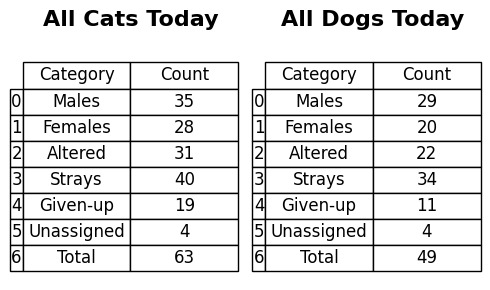 All Cats Today
Category Count
0 Males 35
1 Females 28
2 Altered 31
3 Strays 40
4 Given-up 19
5 Unassigned 4
6 Total 63
All Dogs Today
Category Count
0 Males 29
1 Females 20
2 Altered 22
3 Strays 34
4 Given-up 11
5 Unassigned 4
6 Total 49